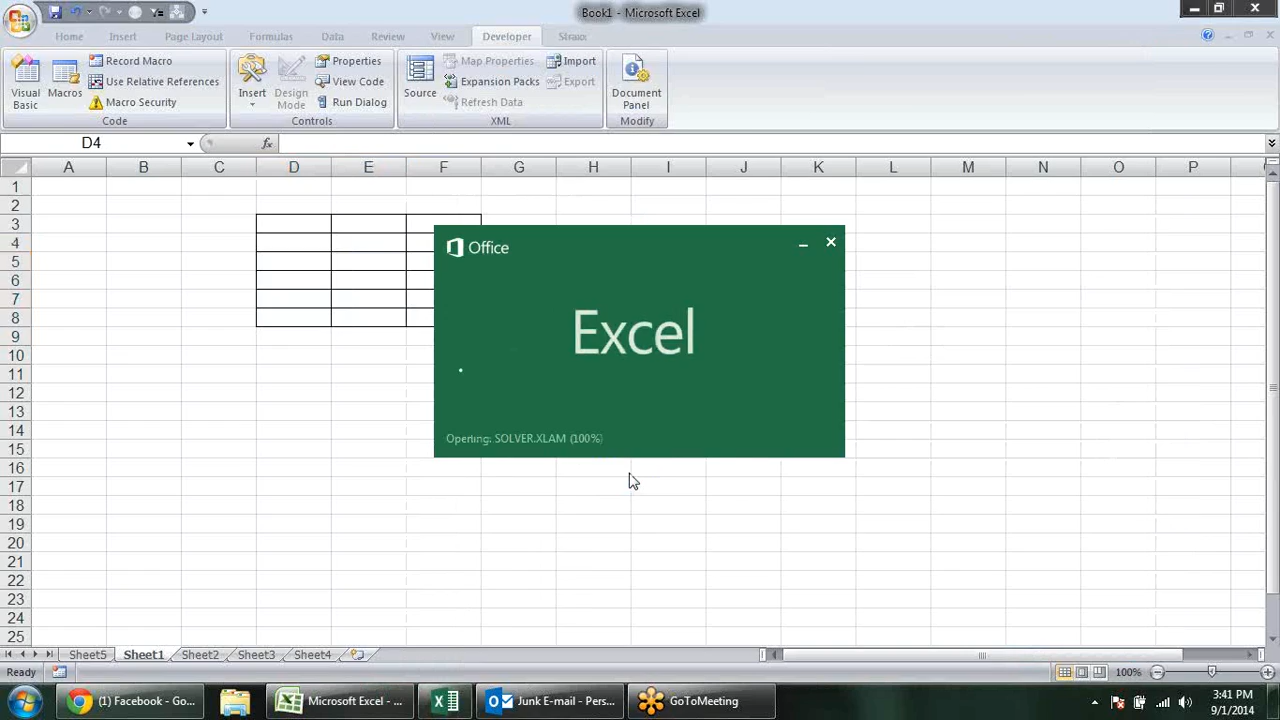 Book1 - Microsoft Excel
Home Insert Page Layout Formulas Data Review View Developer
Visual Basic
Macros
Record Macro
Use Relative References
Macro Security
Code
Insert
Design Mode
Properties
View Code
Run Dialog
Controls
Source
Map Properties
Expansion Packs
Refresh Data
Import
Export
XML
Document Panel
Modify
D4
fx
A B C D E F G H I J K L M N O P
1
2
3
4
5
6
7
8
9
10
11
12
13
14
15
16
17
18
19
20
21
22
23
24
25
Office
Excel
Opening: SOLVER.XLAM (100%)
Sheet5 Sheet1 Sheet2 Sheet3 Sheet4
Ready
100%
Facebook - Go...
Microsoft Excel - ...
Junk E-mail - Pers...
GoToMeeting
3:41 PM
9/1/2014